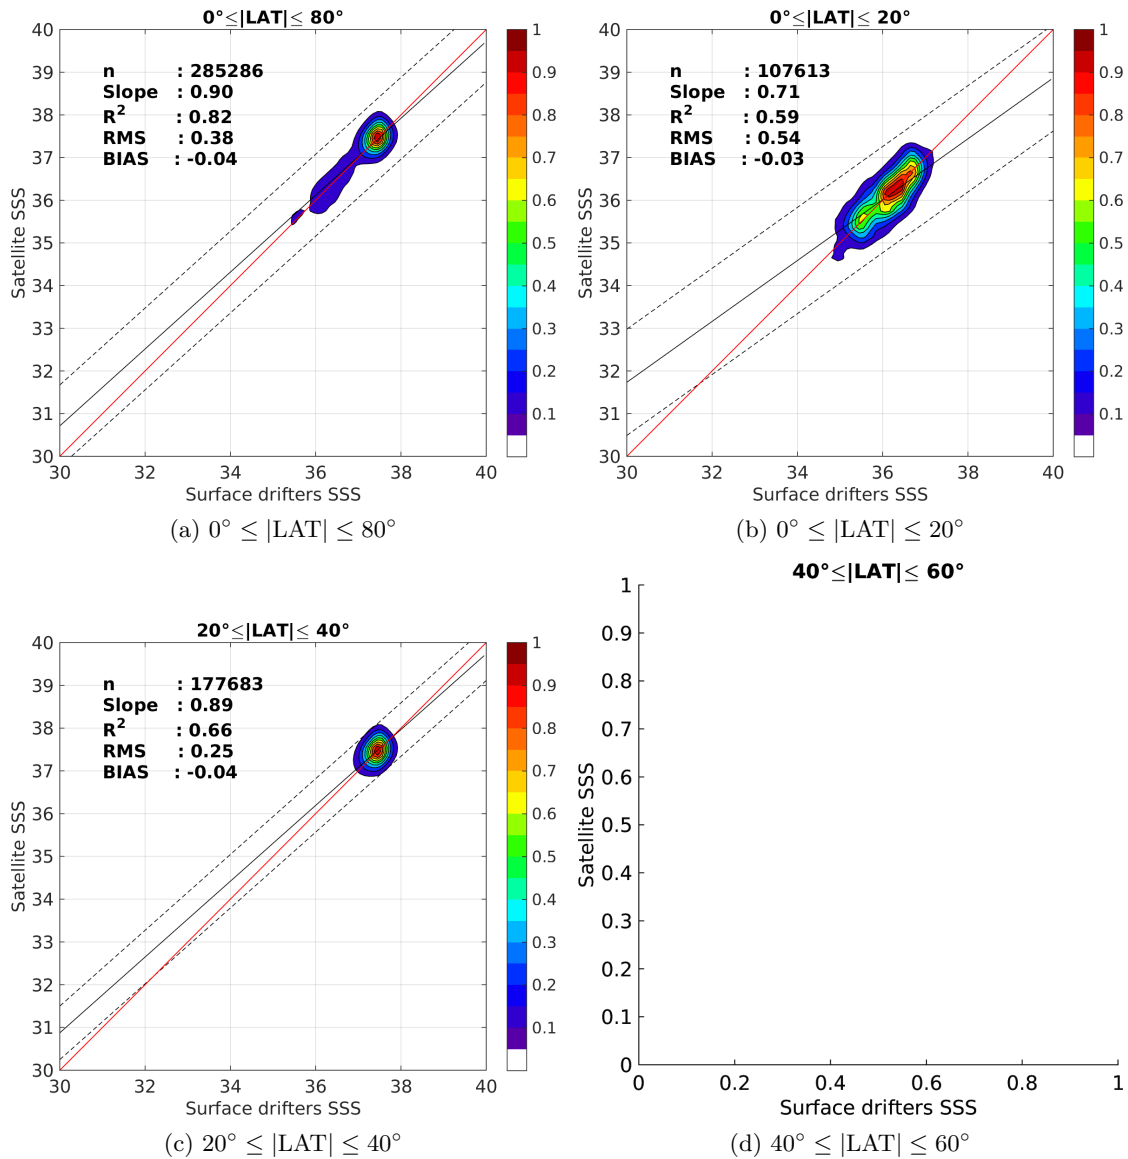 0°≤|LAT|≤ 80°
n : 285286
Slope : 0.90
R² : 0.82
RMS : 0.38
BIAS : -0.04
40
39
38
37
36
35
34
33
32
31
30
30 32 34 36 38 40
Satellite SSS
Surface drifters SSS
1
0.9
0.8
0.7
0.6
0.5
0.4
0.3
0.2
0.1
(a) 0° ≤ |LAT| ≤ 80°
0°≤|LAT|≤ 20°
n : 107613
Slope : 0.71
R² : 0.59
RMS : 0.54
BIAS : -0.03
40
39
38
37
36
35
34
33
32
31
30
30 32 34 36 38 40
Satellite SSS
Surface drifters SSS
1
0.9
0.8
0.7
0.6
0.5
0.4
0.3
0.2
0.1
(b) 0° ≤ |LAT| ≤ 20°
20°≤|LAT|≤ 40°
n : 177683
Slope : 0.89
R² : 0.66
RMS : 0.25
BIAS : -0.04
40
39
38
37
36
35
34
33
32
31
30
30 32 34 36 38 40
Satellite SSS
Surface drifters SSS
1
0.9
0.8
0.7
0.6
0.5
0.4
0.3
0.2
0.1
(c) 20° ≤ |LAT| ≤ 40°
40°≤|LAT|≤ 60°
1
0.9
0.8
0.7
0.6
0.5
0.4
0.3
0.2
0.1
0
0 0.2 0.4 0.6 0.8 1
Satellite SSS
Surface drifters SSS
(d) 40° ≤ |LAT| ≤ 60°